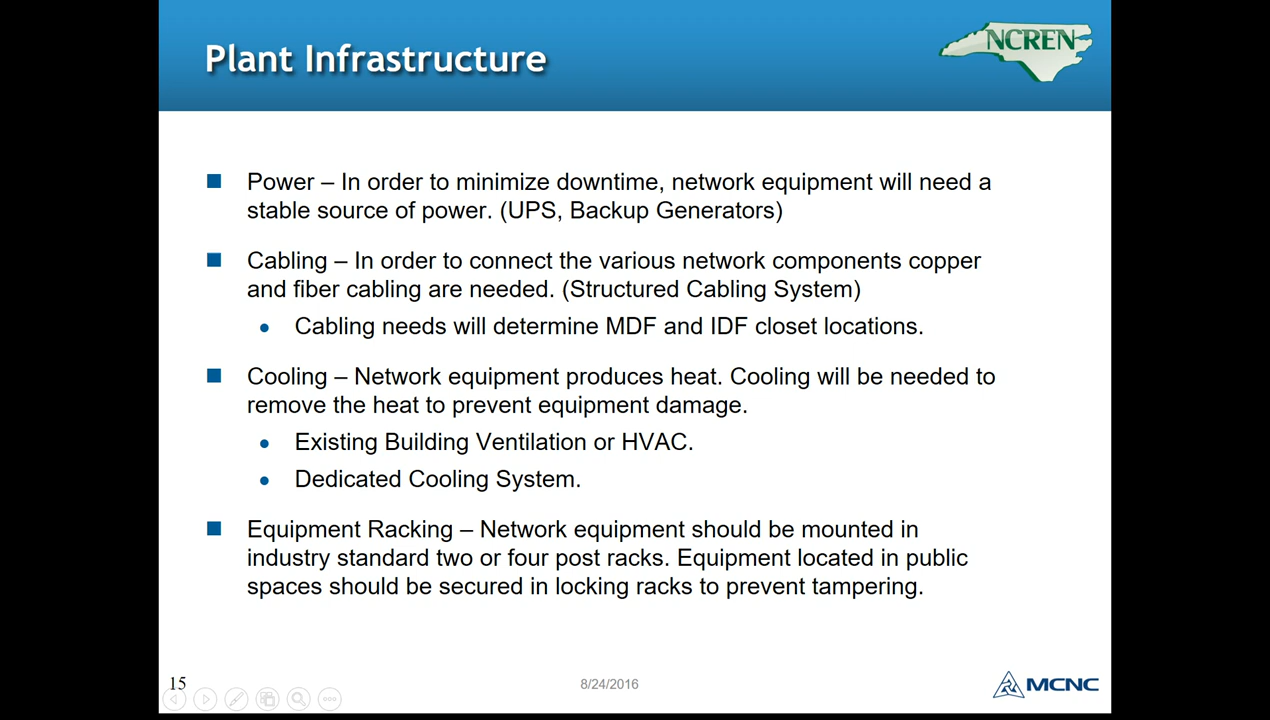 Plant Infrastructure
NCREN
Power – In order to minimize downtime, network equipment will need a
stable source of power. (UPS, Backup Generators)
Cabling – In order to connect the various network components copper
and fiber cabling are needed. (Structured Cabling System)
Cabling needs will determine MDF and IDF closet locations.
Cooling – Network equipment produces heat. Cooling will be needed to
remove the heat to prevent equipment damage.
Existing Building Ventilation or HVAC.
Dedicated Cooling System.
Equipment Racking – Network equipment should be mounted in
industry standard two or four post racks. Equipment located in public
spaces should be secured in locking racks to prevent tampering.
15
8/24/2016
MCNC